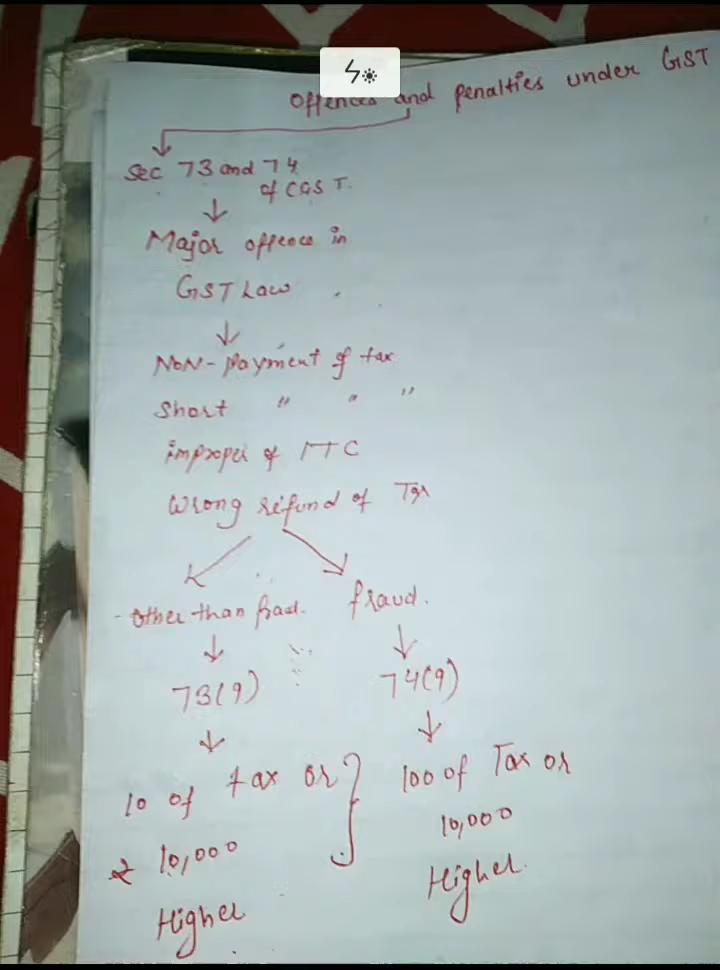 Offences and penalties under GST
Sec 73 and 74
of CGST.
Major offence in
GST Law
NON-Payment of tax
Short " " "
improper of ITC
Wrong refund of Tax
Other than fraud. fraud.
73(9) 74(9)
10 of tax or 100 of Tax or
₹ 10,000 10,000
Higher Higher.